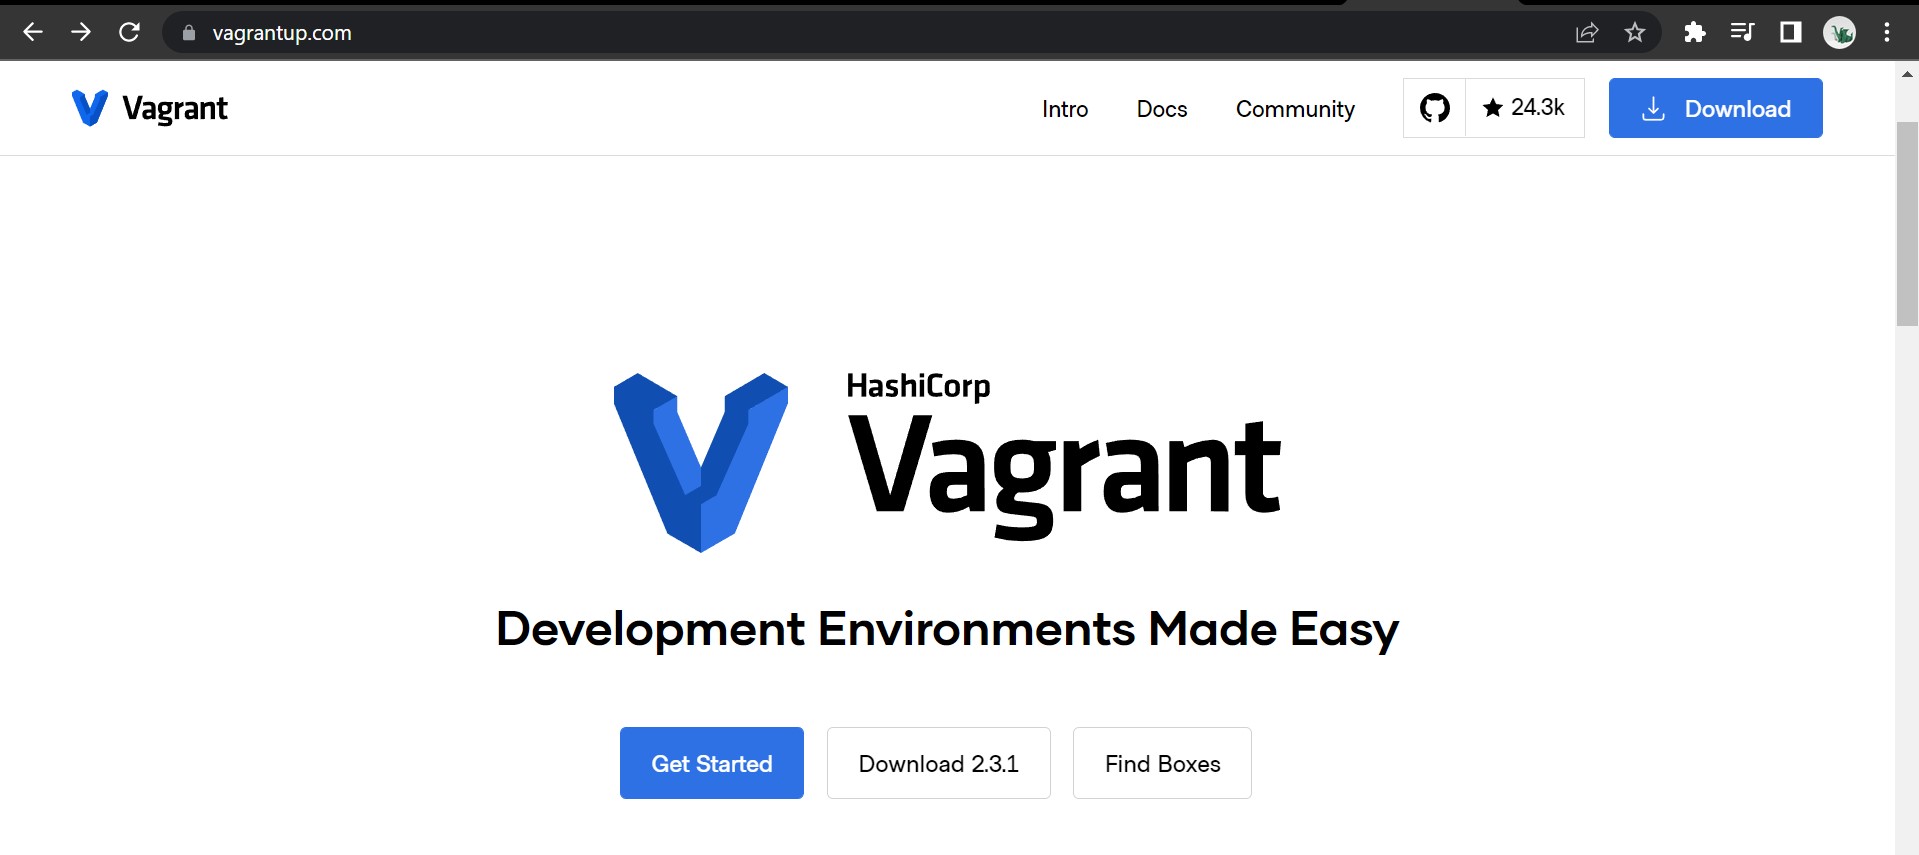 vagrantup.com
Vagrant
Intro Docs Community 24.3k Download
HashiCorp
Vagrant
Development Environments Made Easy
Get Started Download 2.3.1 Find Boxes